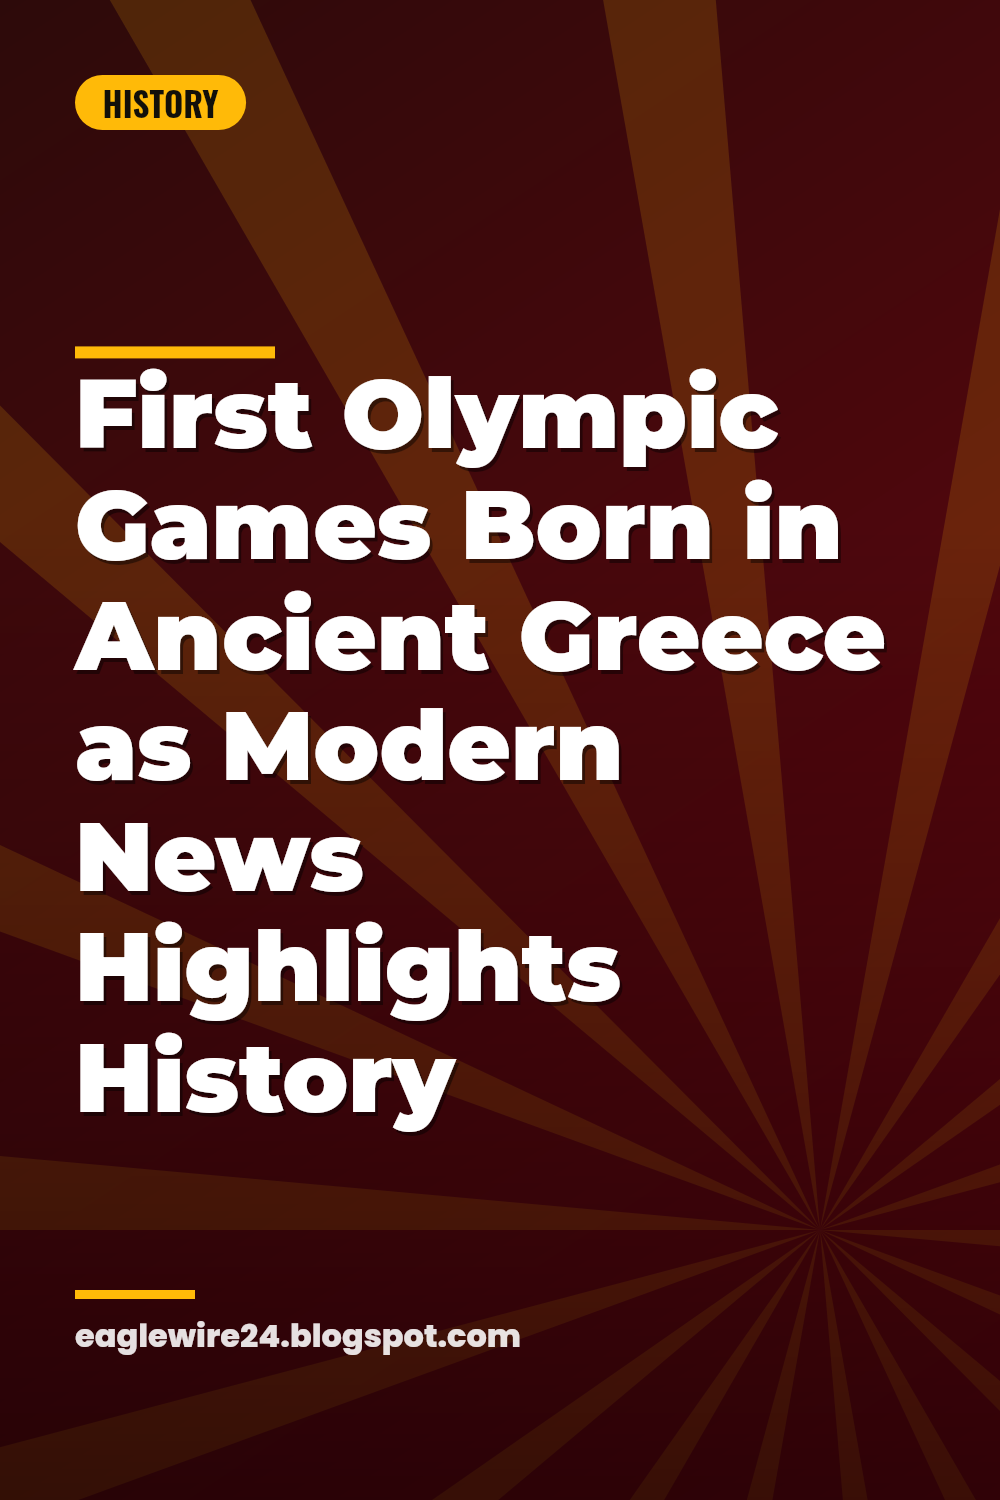 HISTORY
First Olympic
Games Born in
Ancient Greece
as Modern
News
Highlights
History
eaglewire24.blogspot.com